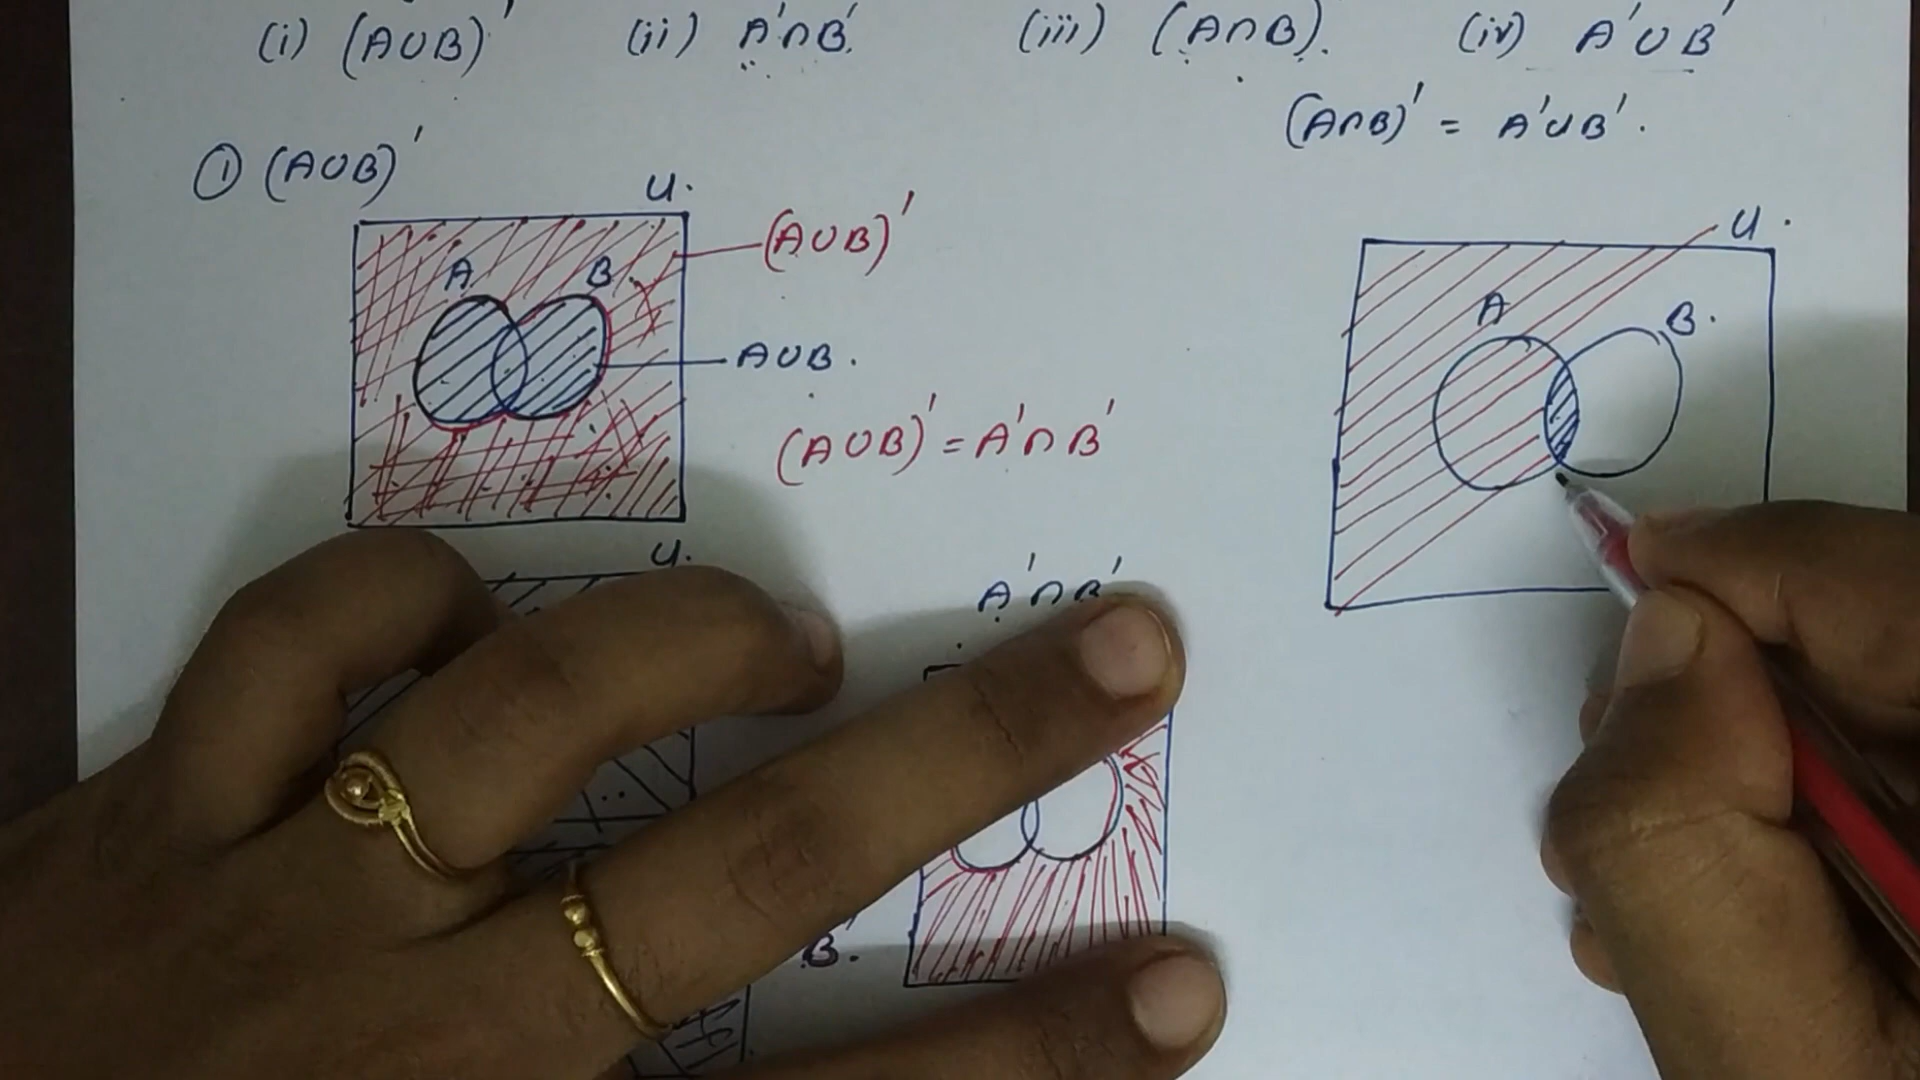 (i) (A∪B)' (ii) A'∩B' (iii) (A∩B)' (iv) A'∪B'
(A∩B)' = A'∪B'.
① (A∪B)'
U.
A B
(A∪B)'
A∪B.
(A∪B)' = A'∩B'
U.
A B.
U.
A'∩B'
B'.